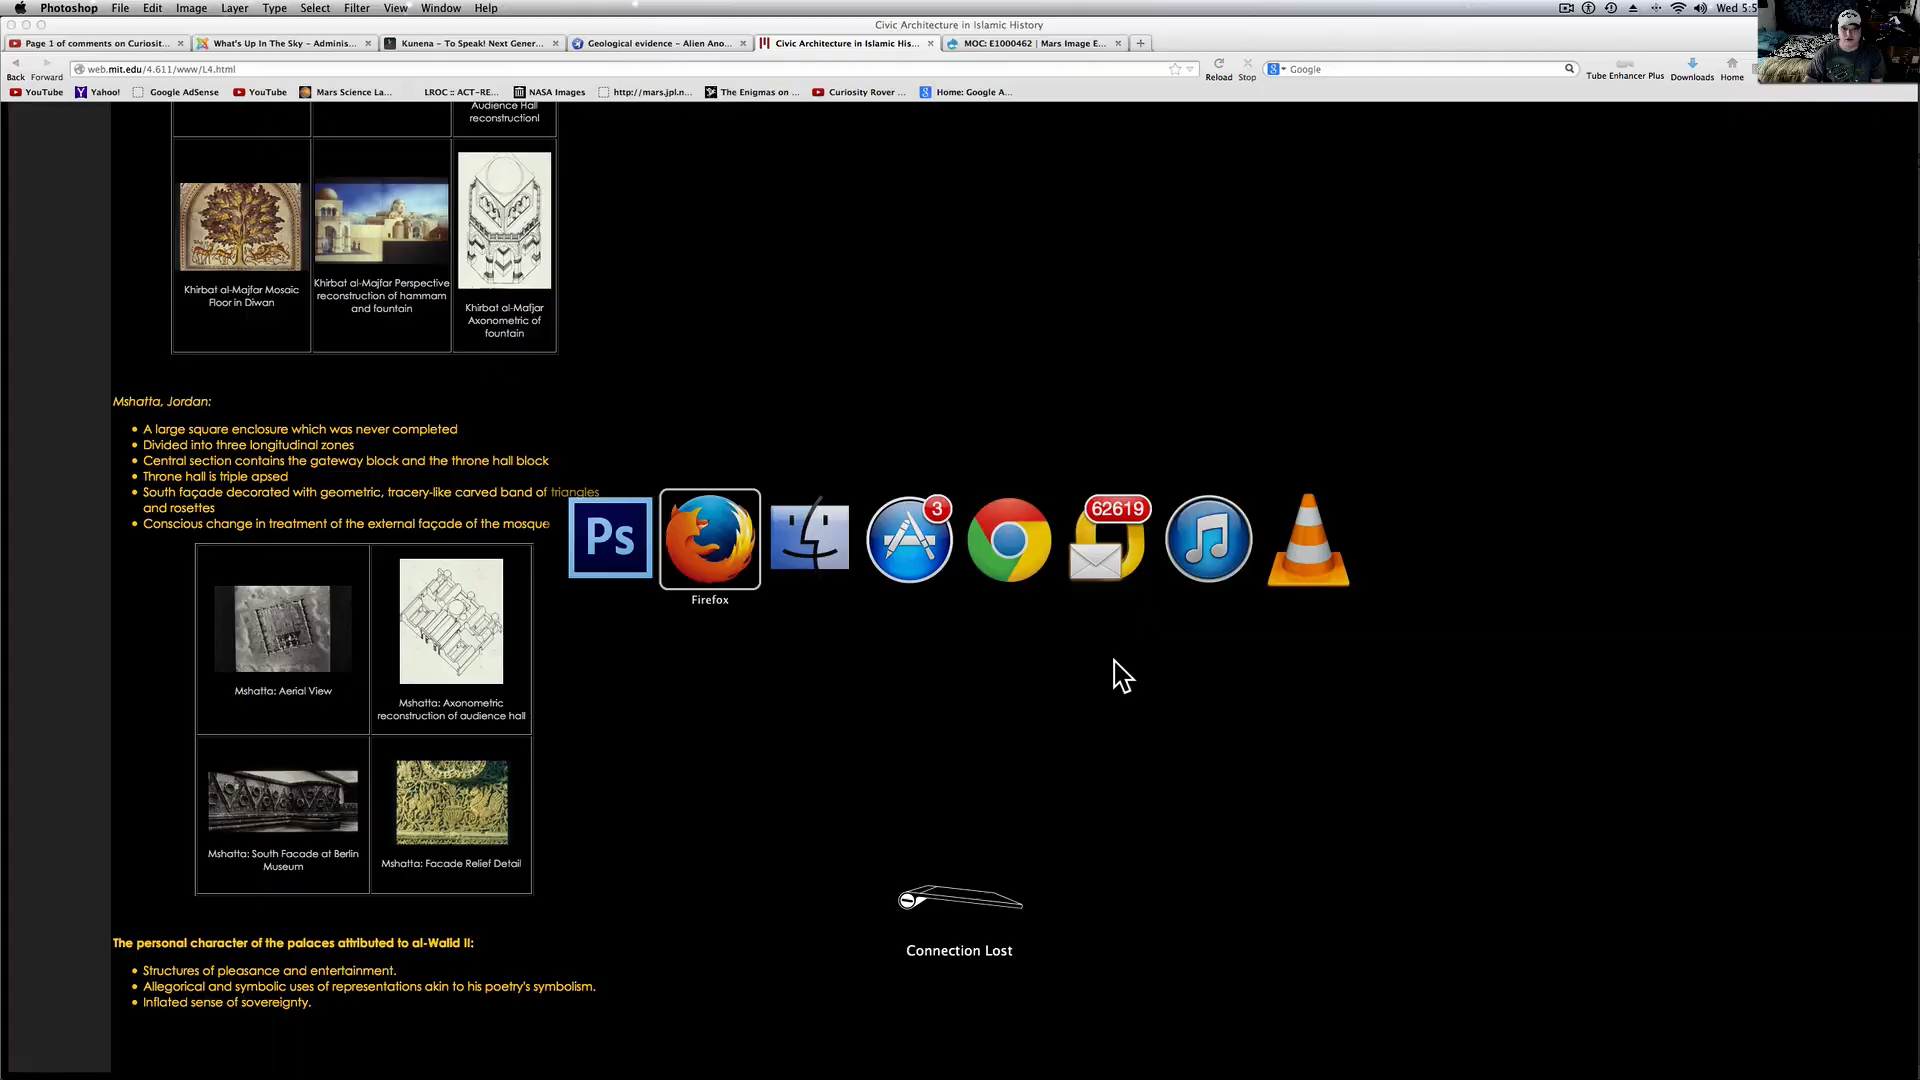 Photoshop File Edit Image Layer Type Select Filter View Window Help Wed 5:5
Civic Architecture in Islamic History
Page 1 of comments on Curiosit... What's Up In The Sky - Adminis... Kunena - To Speak! Next Gener... Geological evidence - Alien Ano... Civic Architecture in Islamic His... MOC: E1000462 | Mars Image E...
web.mit.edu/4.611/www/L4.html Google
Back Forward Reload Stop Tube Enhancer Plus Downloads Home
YouTube Yahoo! Google AdSense YouTube Mars Science La... LROC :: ACT-RE... NASA Images http://mars.jpl.n... The Enigmas on ... Curiosity Rover ... Home: Google A...
Audience Hall
reconstructionl
Khirbat al-Majfar Mosaic
Floor in Diwan
Khirbat al-Majfar Perspective
reconstruction of hammam
and fountain
Khirbat al-Mafjar
Axonometric of
fountain
Mshatta, Jordan:
A large square enclosure which was never completed
Divided into three longitudinal zones
Central section contains the gateway block and the throne hall block
Throne hall is triple apsed
South façade decorated with geometric, tracery-like carved band of triangles
and rosettes
Conscious change in treatment of the external façade of the mosque
Ps
3
62619
Firefox
Mshatta: Aerial View
Mshatta: Axonometric
reconstruction of audience hall
Mshatta: South Facade at Berlin
Museum
Mshatta: Facade Relief Detail
Connection Lost
The personal character of the palaces attributed to al-Walid II:
Structures of pleasance and entertainment.
Allegorical and symbolic uses of representations akin to his poetry's symbolism.
Inflated sense of sovereignty.